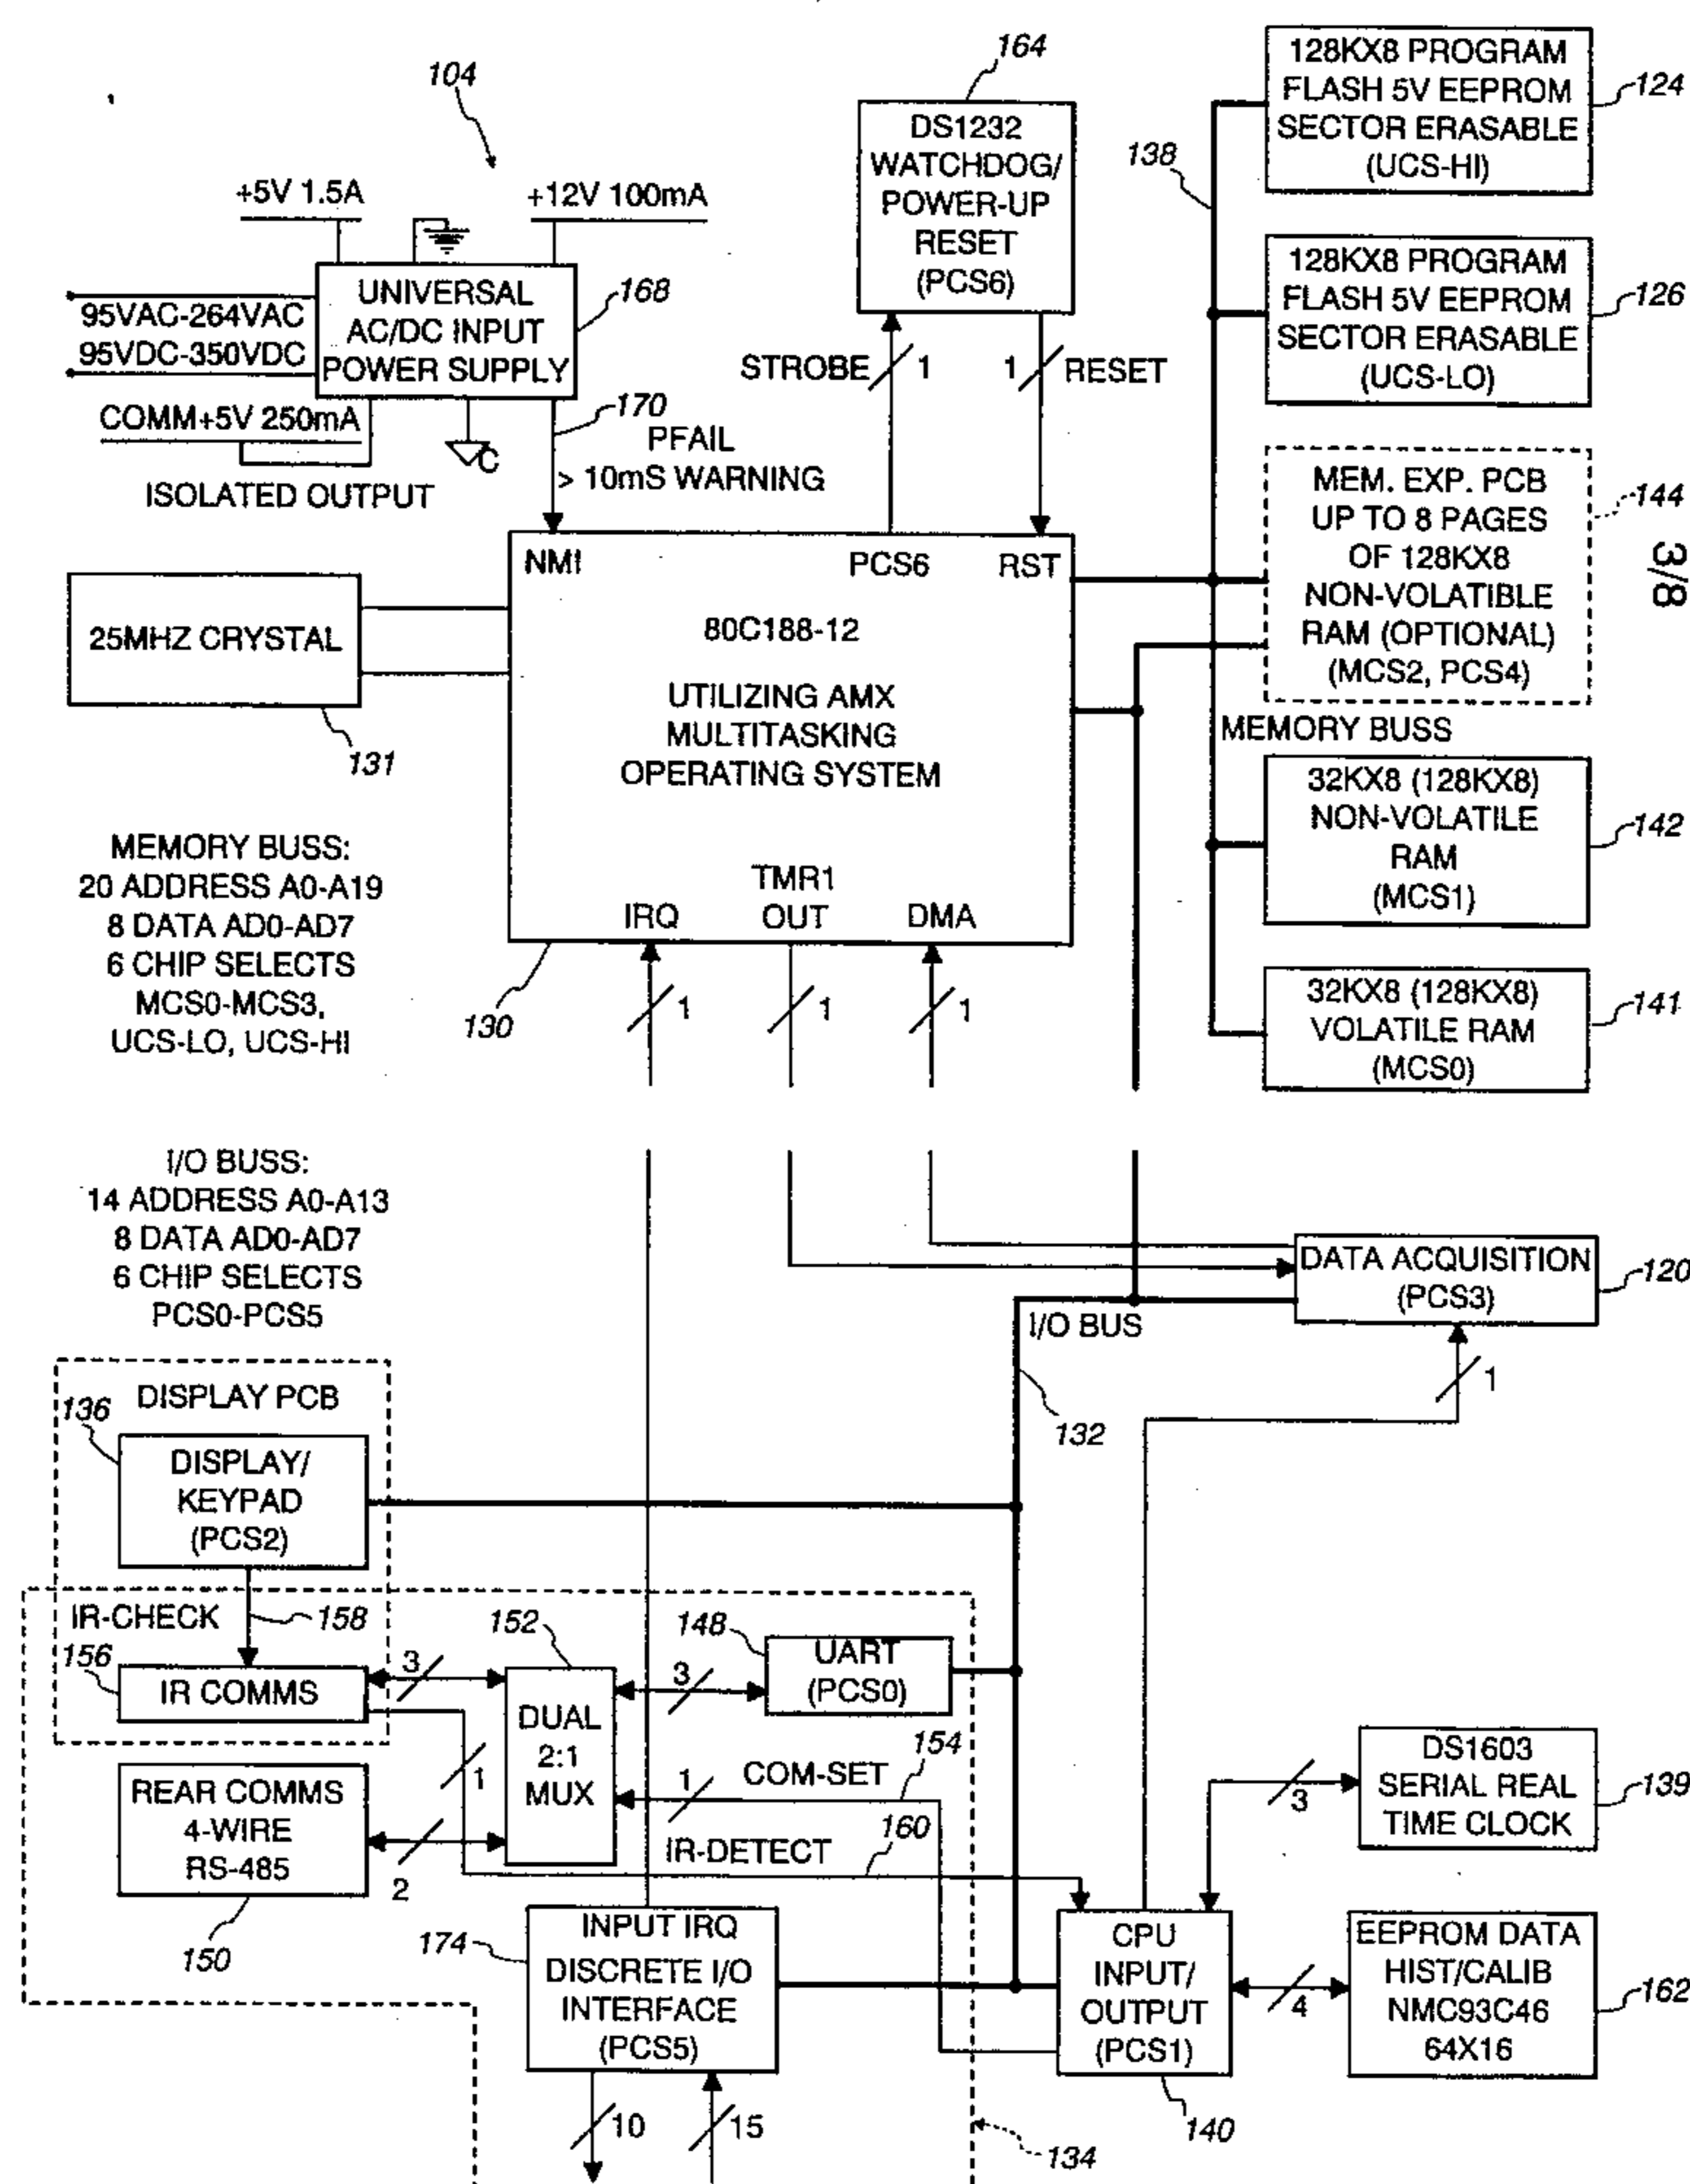 104
+5V 1.5A
+12V 100mA
UNIVERSAL
AC/DC INPUT
POWER SUPPLY
168
95VAC-264VAC
95VDC-350VDC
COMM+5V 250mA
C
ISOLATED OUTPUT
170
PFAIL
> 10mS WARNING
164
DS1232
WATCHDOG/
POWER-UP
RESET
(PCS6)
STROBE
1
1
RESET
138
128KX8 PROGRAM
FLASH 5V EEPROM
SECTOR ERASABLE
(UCS-HI)
124
128KX8 PROGRAM
FLASH 5V EEPROM
SECTOR ERASABLE
(UCS-LO)
126
MEM. EXP. PCB
UP TO 8 PAGES
OF 128KX8
NON-VOLATIBLE
RAM (OPTIONAL)
(MCS2, PCS4)
144
3/8
MEMORY BUSS
32KX8 (128KX8)
NON-VOLATILE
RAM
(MCS1)
142
32KX8 (128KX8)
VOLATILE RAM
(MCS0)
141
25MHZ CRYSTAL
131
NMI
PCS6
RST
80C188-12
UTILIZING AMX
MULTITASKING
OPERATING SYSTEM
TMR1
IRQ
OUT
DMA
130
1
1
1
MEMORY BUSS:
20 ADDRESS A0-A19
8 DATA AD0-AD7
6 CHIP SELECTS
MCS0-MCS3,
UCS-LO, UCS-HI
I/O BUSS:
14 ADDRESS A0-A13
8 DATA AD0-AD7
6 CHIP SELECTS
PCS0-PCS5
DATA ACQUISITION
(PCS3)
120
I/O BUS
132
1
DISPLAY PCB
136
DISPLAY/
KEYPAD
(PCS2)
IR-CHECK
158
156
IR COMMS
3
152
DUAL
2:1
MUX
3
148
UART
(PCS0)
1
REAR COMMS
4-WIRE
RS-485
150
2
1
COM-SET
154
IR-DETECT
160
DS1603
SERIAL REAL
TIME CLOCK
139
3
174
INPUT IRQ
DISCRETE I/O
INTERFACE
(PCS5)
10
15
134
CPU
INPUT/
OUTPUT
(PCS1)
140
4
EEPROM DATA
HIST/CALIB
NMC93C46
64X16
162